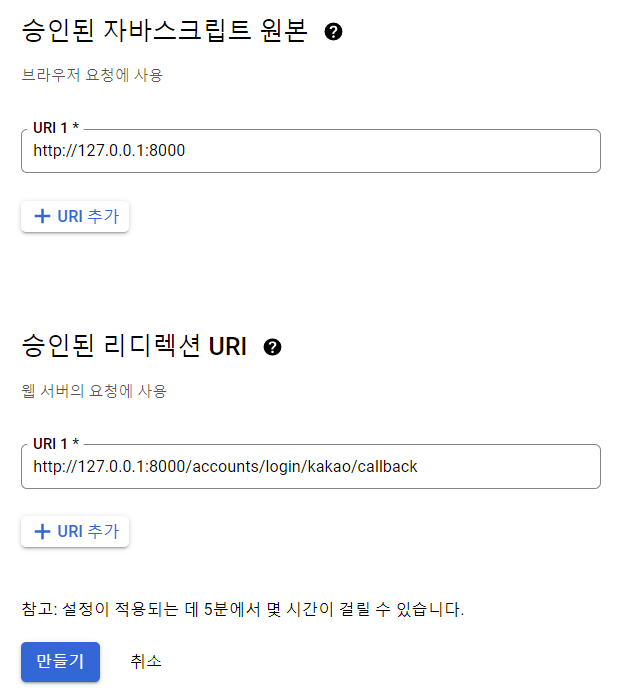 승인된 자바스크립트 원본
브라우저 요청에 사용
URI 1 *
http://127.0.0.1:8000
+ URI 추가
승인된 리디렉션 URI
웹 서버의 요청에 사용
URI 1 *
http://127.0.0.1:8000/accounts/login/kakao/callback
+ URI 추가
참고: 설정이 적용되는 데 5분에서 몇 시간이 걸릴 수 있습니다.
만들기 취소